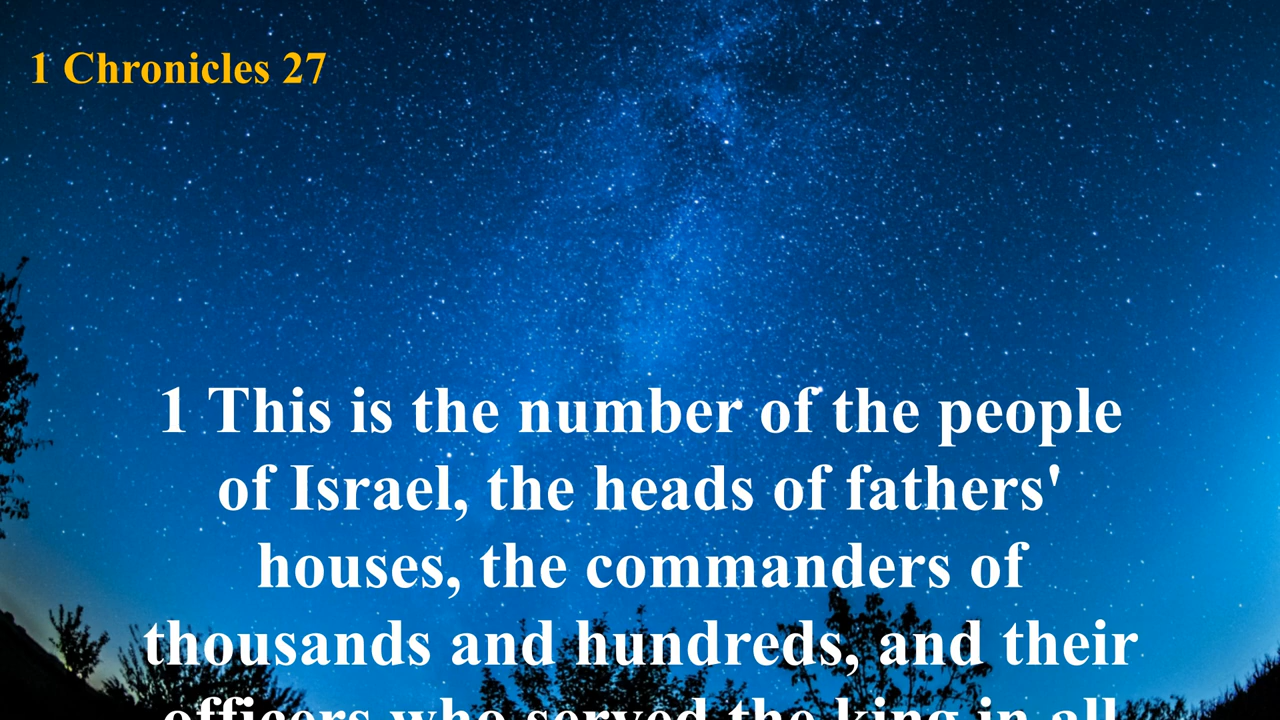 1 Chronicles 27
1 This is the number of the people
of Israel, the heads of fathers'
houses, the commanders of
thousands and hundreds, and their
officers who served the king in all